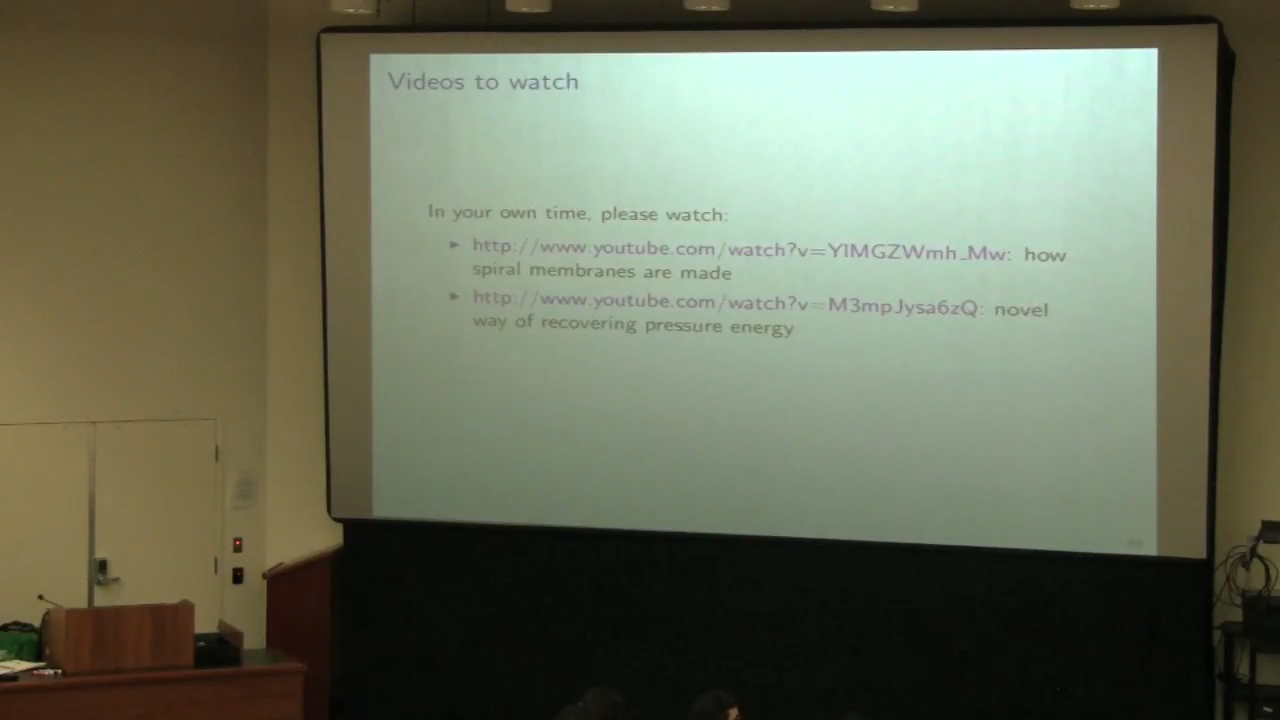 Videos to watch
In your own time, please watch:
► http://www.youtube.com/watch?v=YlMGZWmh_Mw: how
spiral membranes are made
► http://www.youtube.com/watch?v=M3mpJysa6zQ: novel
way of recovering pressure energy